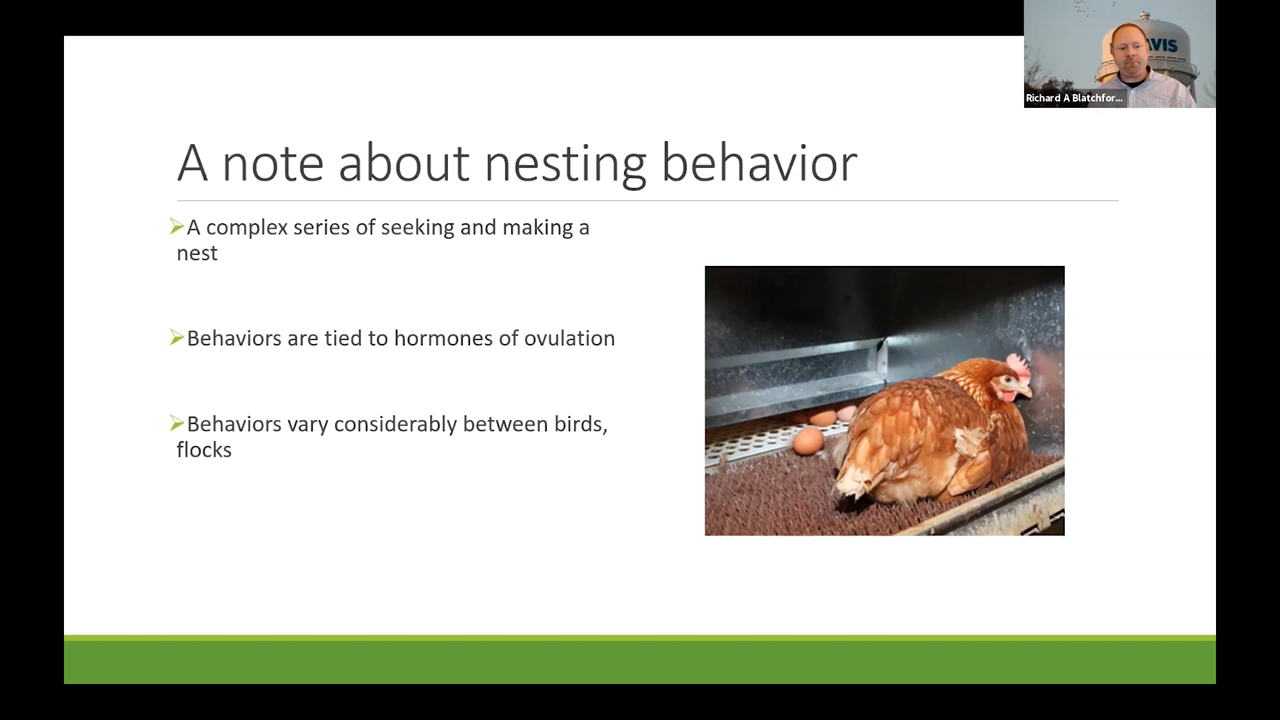 AVIS
Richard A Blatchfor...
A note about nesting behavior
A complex series of seeking and making a
nest
Behaviors are tied to hormones of ovulation
Behaviors vary considerably between birds,
flocks